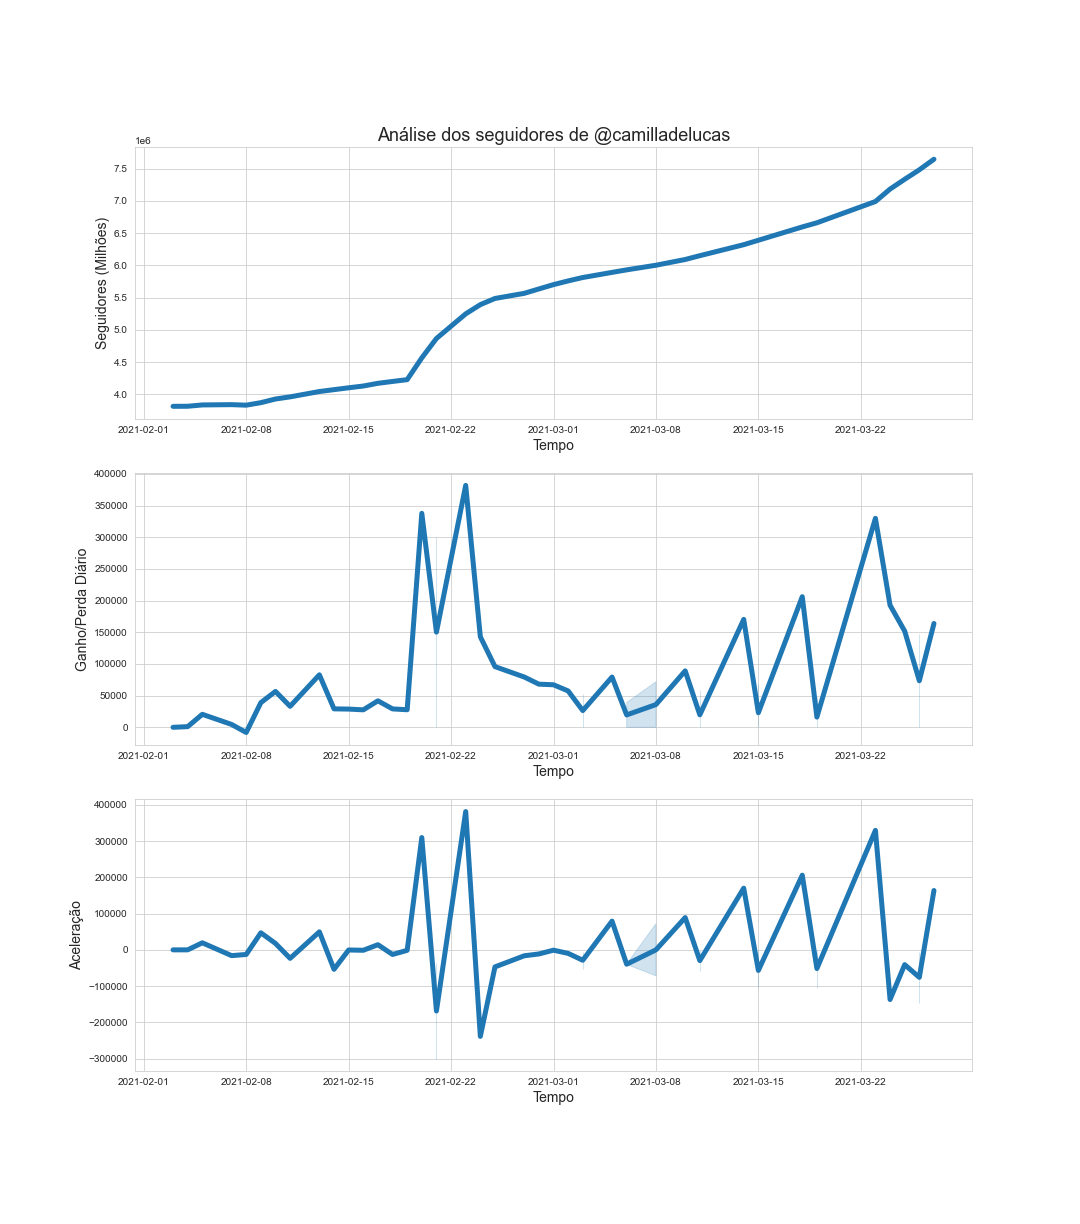 Análise dos seguidores de @camilladelucas
1e6
Seguidores (Milhões)
7.5
7.0
6.5
6.0
5.5
5.0
4.5
4.0
2021-02-01 2021-02-08 2021-02-15 2021-02-22 2021-03-01 2021-03-08 2021-03-15 2021-03-22
Tempo
Ganho/Perda Diário
400000
350000
300000
250000
200000
150000
100000
50000
0
2021-02-01 2021-02-08 2021-02-15 2021-02-22 2021-03-01 2021-03-08 2021-03-15 2021-03-22
Tempo
Aceleração
400000
300000
200000
100000
0
−100000
−200000
−300000
2021-02-01 2021-02-08 2021-02-15 2021-02-22 2021-03-01 2021-03-08 2021-03-15 2021-03-22
Tempo